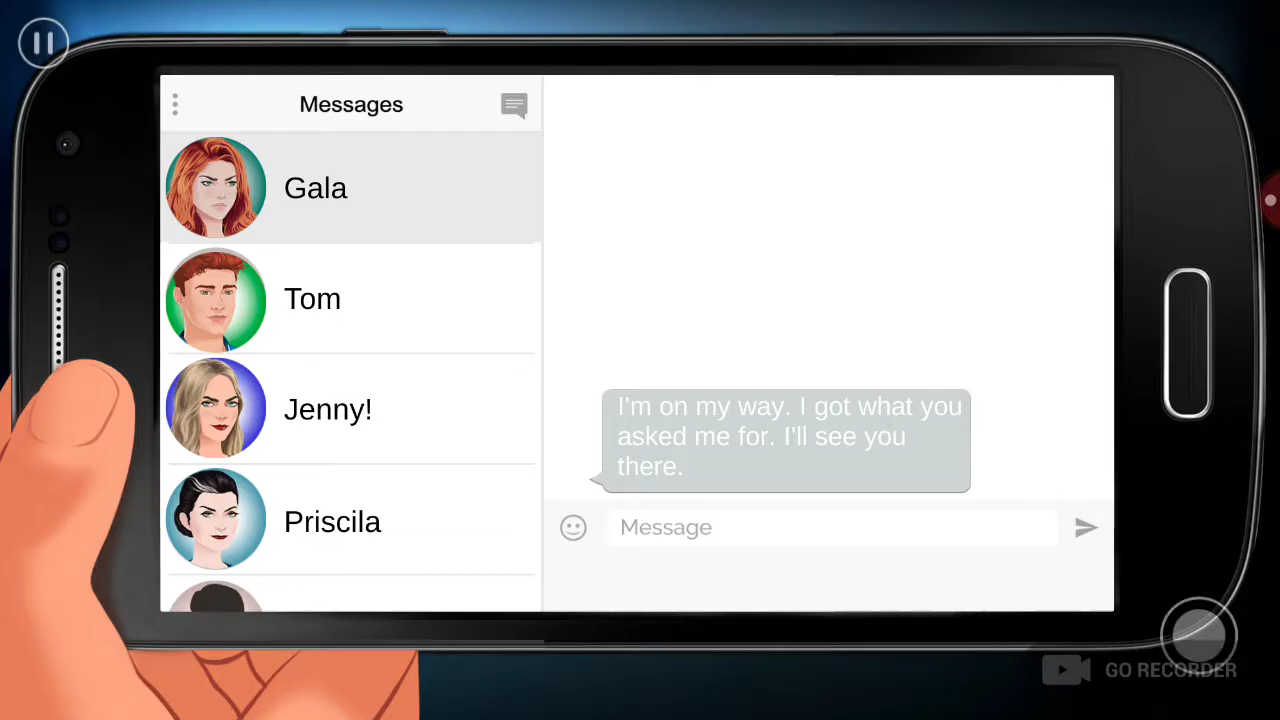 Messages
Gala
Tom
Jenny!
Priscila
I'm on my way. I got what you
asked me for. I'll see you
there.
Message
GO RECORDER